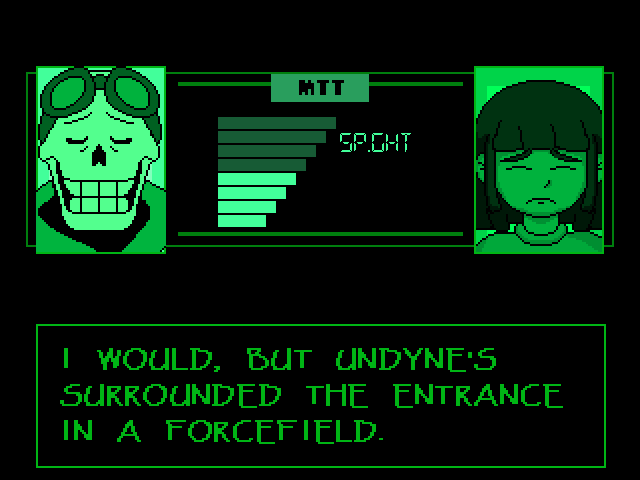 MTT
SP.GHT
I WOULD, BUT UNDYNE'S
SURROUNDED THE ENTRANCE
IN A FORCEFIELD.